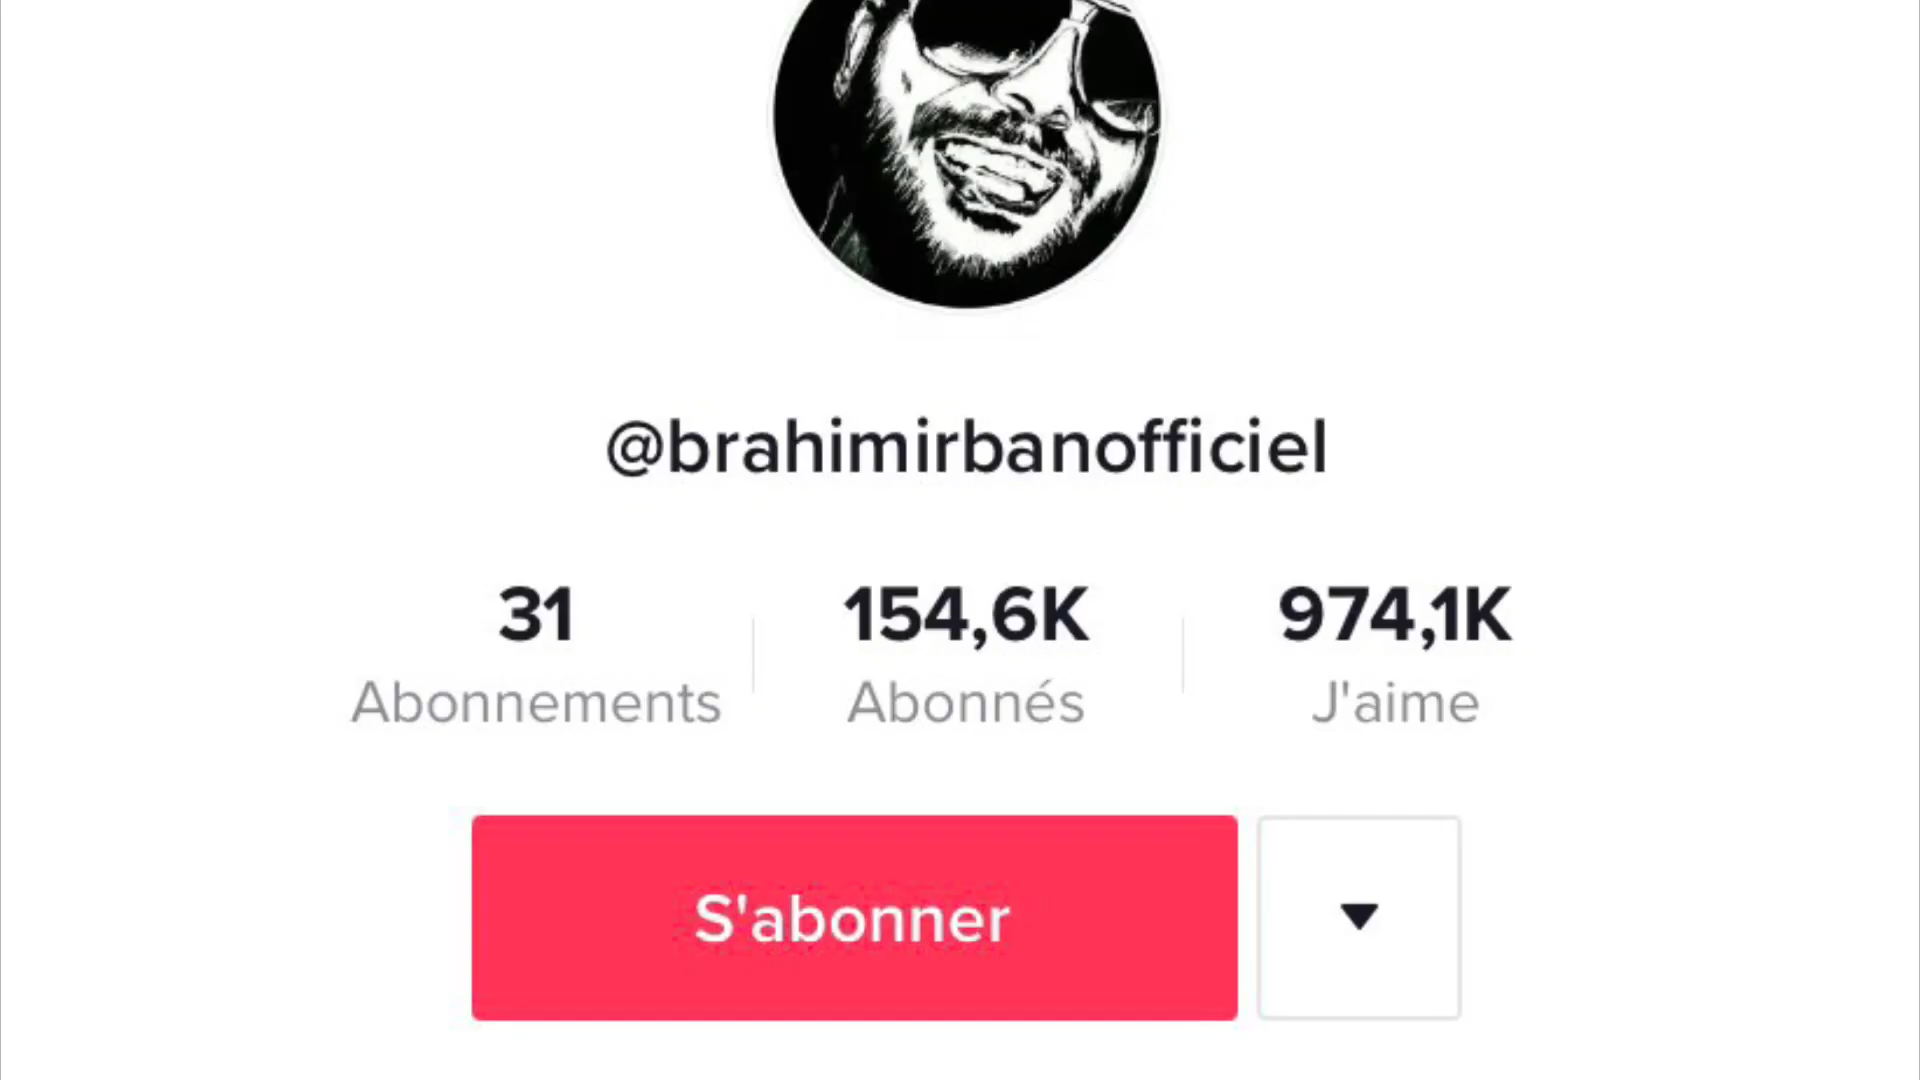 @brahimirbanofficiel
31 154,6K 974,1K
Abonnements Abonnés J'aime
S'abonner